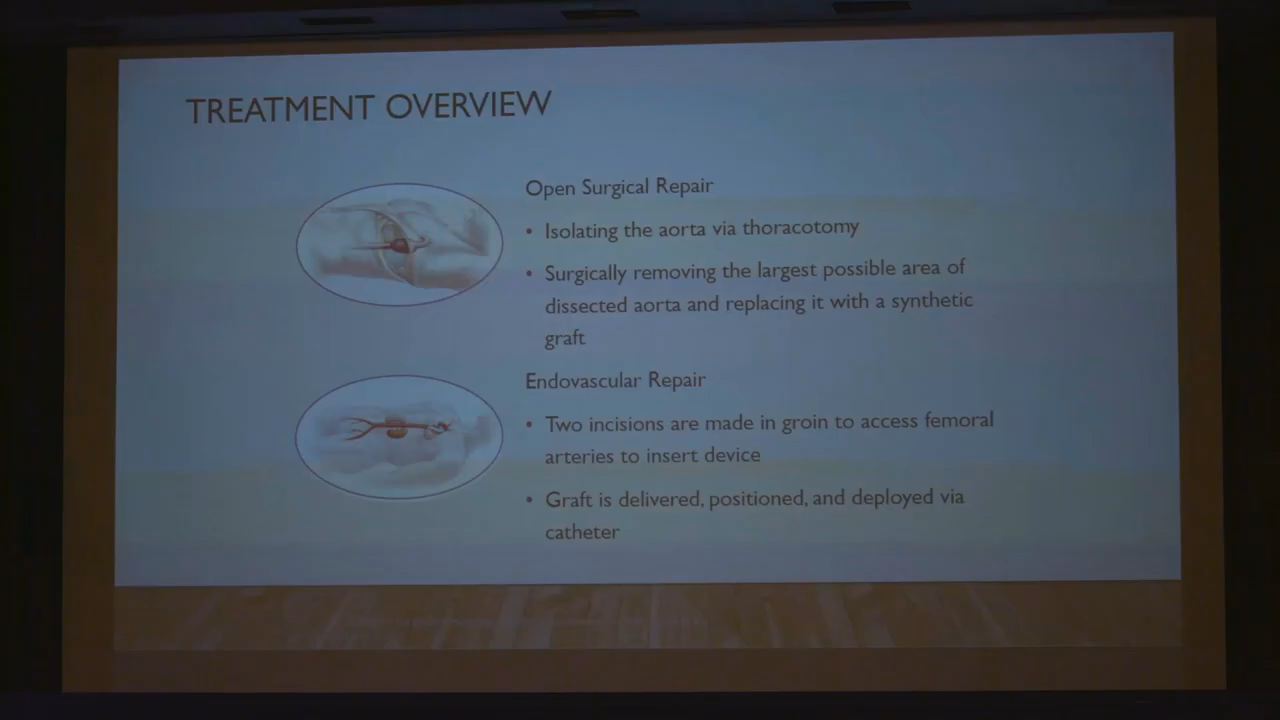 TREATMENT OVERVIEW
Open Surgical Repair
• Isolating the aorta via thoracotomy
• Surgically removing the largest possible area of
dissected aorta and replacing it with a synthetic
graft
Endovascular Repair
• Two incisions are made in groin to access femoral
arteries to insert device
• Graft is delivered, positioned, and deployed via
catheter